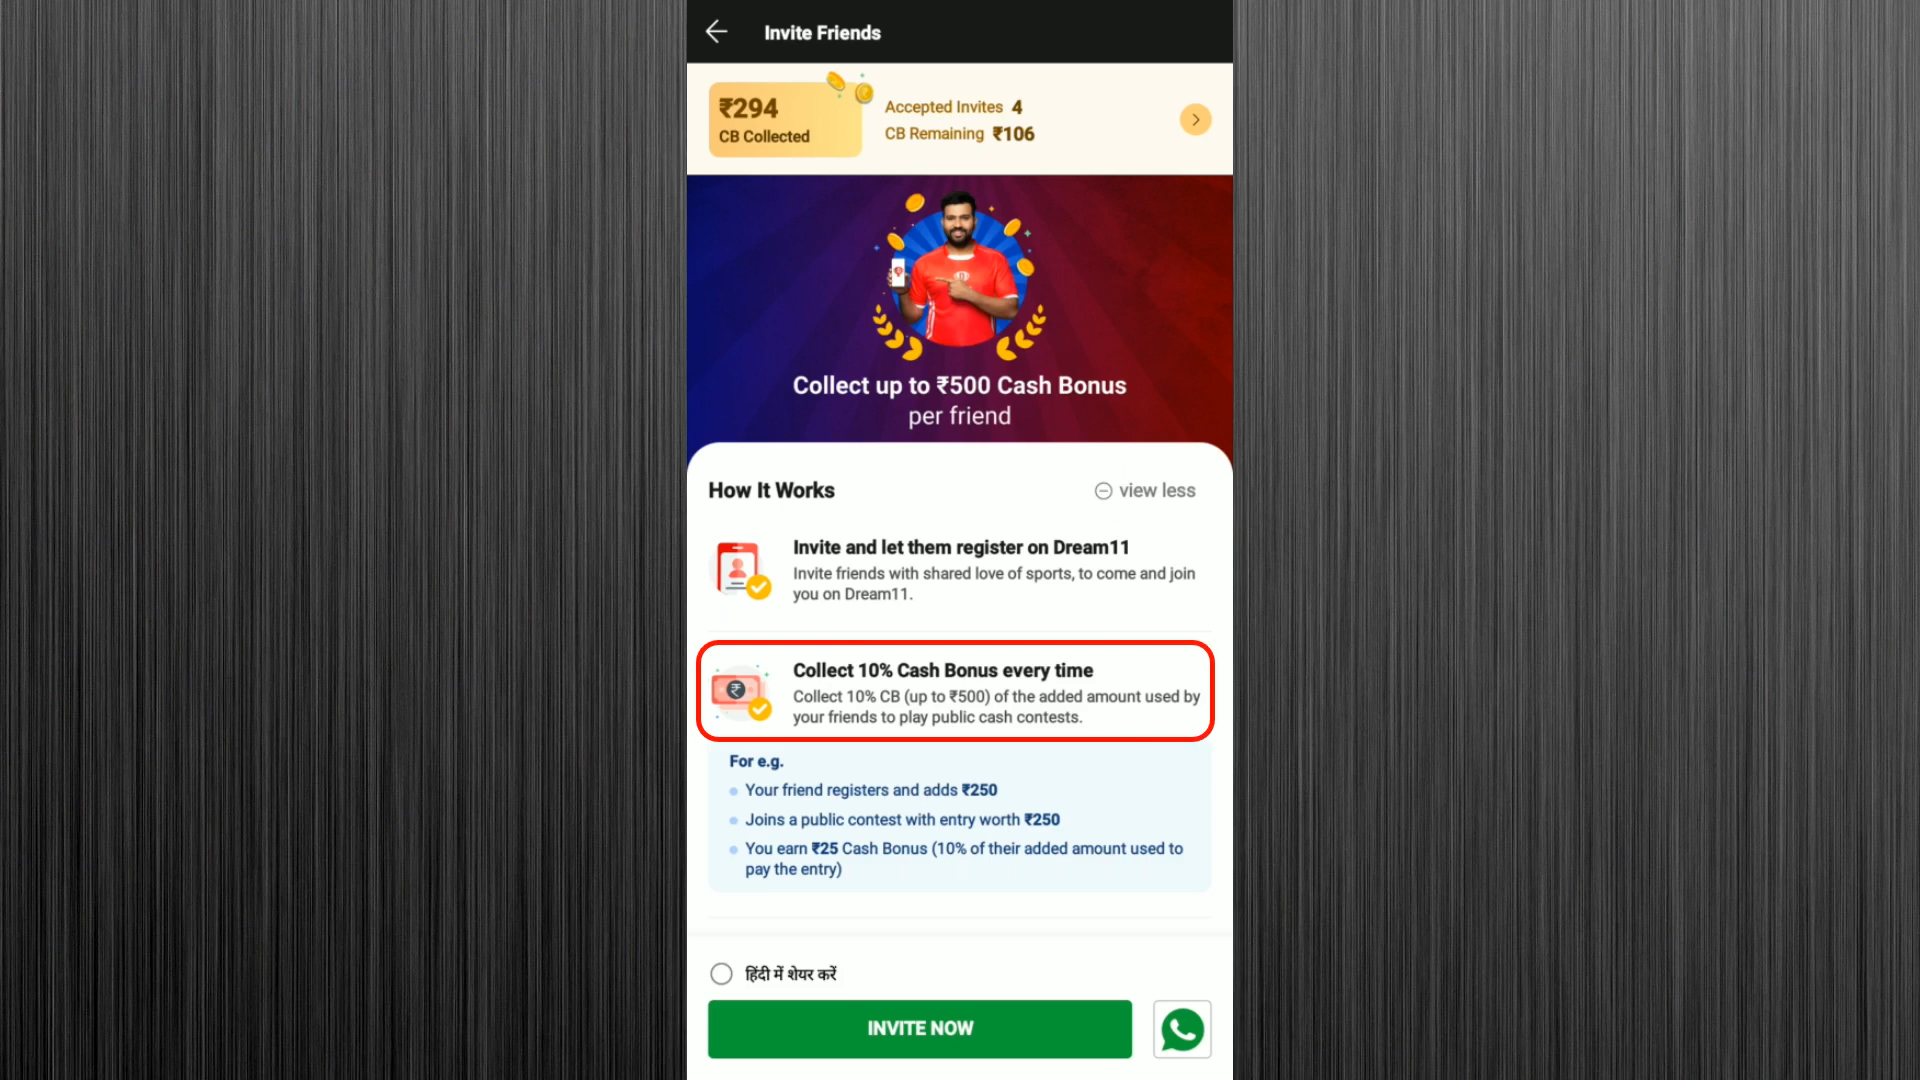 Invite Friends
₹294
CB Collected
Accepted Invites 4
CB Remaining ₹106
Collect up to ₹500 Cash Bonus
per friend
How It Works
view less
Invite and let them register on Dream11
Invite friends with shared love of sports, to come and join
you on Dream11.
Collect 10% Cash Bonus every time
Collect 10% CB (up to ₹500) of the added amount used by
your friends to play public cash contests.
For e.g.
Your friend registers and adds ₹250
Joins a public contest with entry worth ₹250
You earn ₹25 Cash Bonus (10% of their added amount used to
pay the entry)
हिंदी में शेयर करें
INVITE NOW